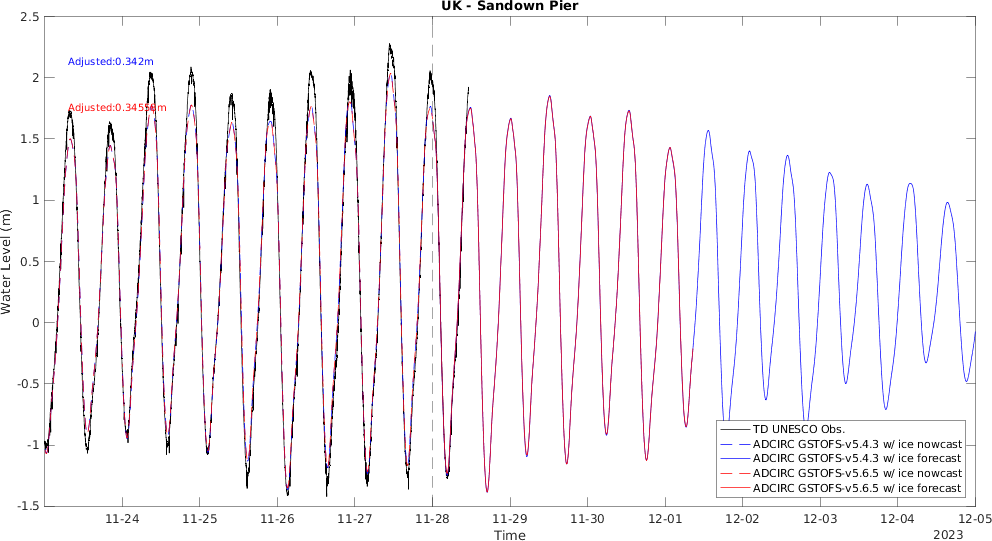 UK - Sandown Pier
2.5
2
1.5
1
0.5
0
-0.5
-1
-1.5
Water Level (m)
Adjusted:0.342m
TD UNESCO Obs.
ADCIRC GSTOFS-v5.4.3 w/ ice nowcast
ADCIRC GSTOFS-v5.4.3 w/ ice forecast
ADCIRC GSTOFS-v5.6.5 w/ ice nowcast
ADCIRC GSTOFS-v5.6.5 w/ ice forecast
11-24 11-25 11-26 11-27 11-28 11-29 11-30 12-01 12-02 12-03 12-04 12-05
Time
2023